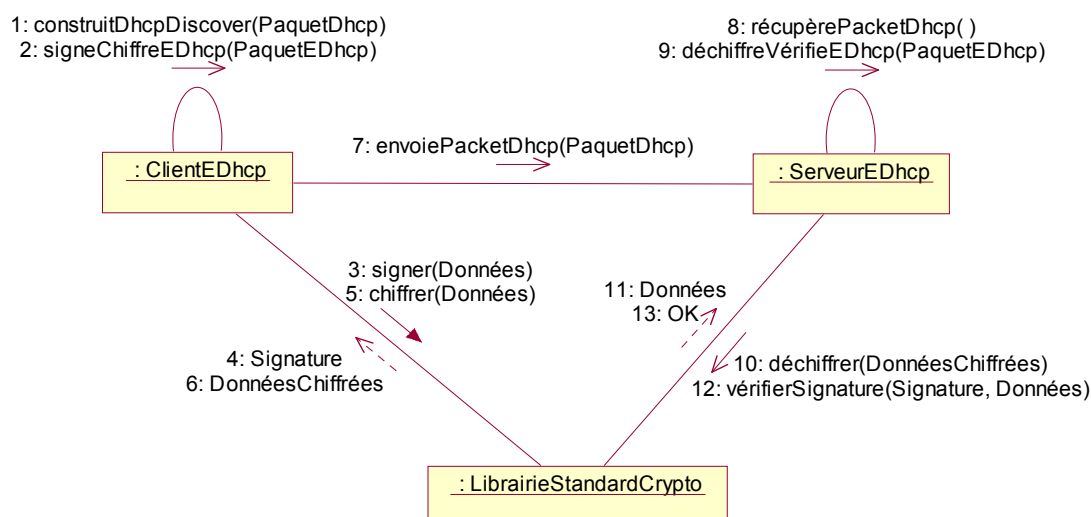 1: construitDhcpDiscover(PaquetDhcp)
2: signeChiffreEDhcp(PaquetEDhcp)
8: récupèrePacketDhcp( )
9: déchiffreVérifieEDhcp(PaquetEDhcp)
7: envoiePacketDhcp(PaquetDhcp)
: ClientEDhcp
: ServeurEDhcp
3: signer(Données)
5: chiffrer(Données)
11: Données
13: OK
4: Signature
6: DonnéesChiffrées
10: déchiffrer(DonnéesChiffrées)
12: vérifierSignature(Signature, Données)
: LibrairieStandardCrypto